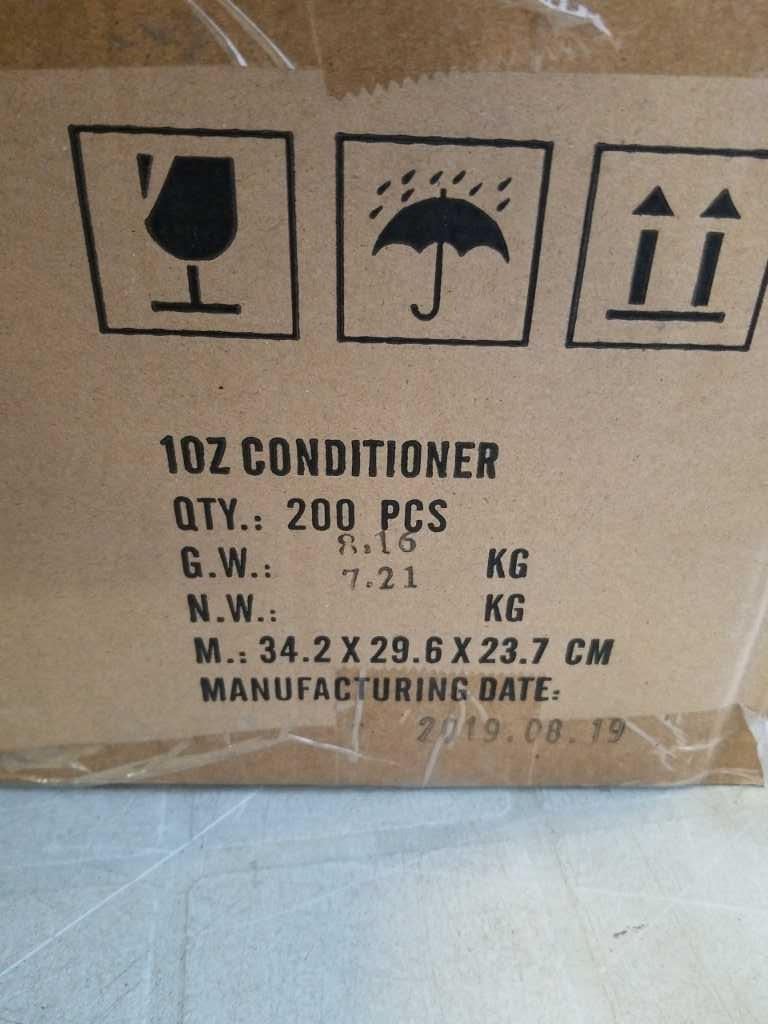 1OZ CONDITIONER
QTY.: 200 PCS
G.W.: 8.16 KG
N.W.: 7.21 KG
M.: 34.2 X 29.6 X 23.7 CM
MANUFACTURING DATE:
2019.08.19